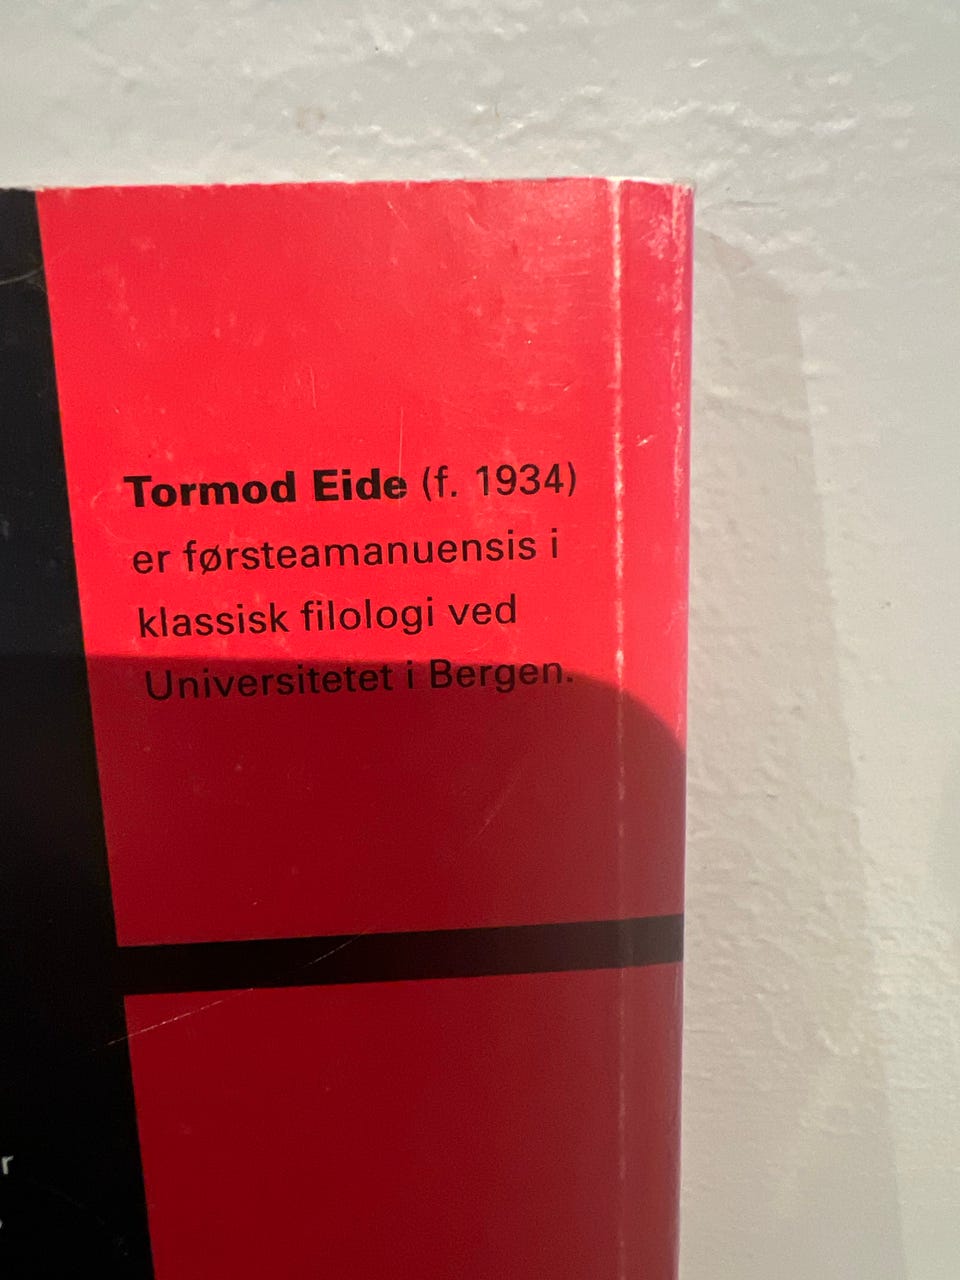 Tormod Eide (f. 1934)
er førsteamanuensis i
klassisk filologi ved
Universitetet i Bergen.
r